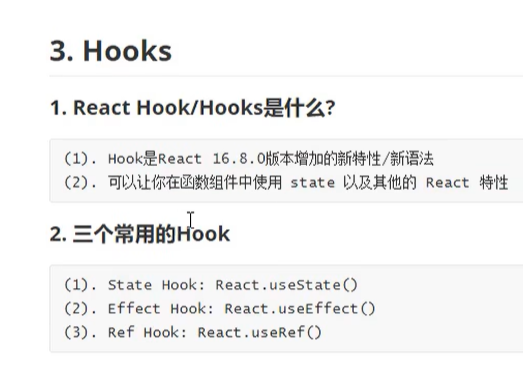 3. Hooks
1. React Hook/Hooks是什么?
(1). Hook是React 16.8.0版本增加的新特性/新语法
(2). 可以让你在函数组件中使用 state 以及其他的 React 特性
2. 三个常用的Hook
(1). State Hook: React.useState()
(2). Effect Hook: React.useEffect()
(3). Ref Hook: React.useRef()